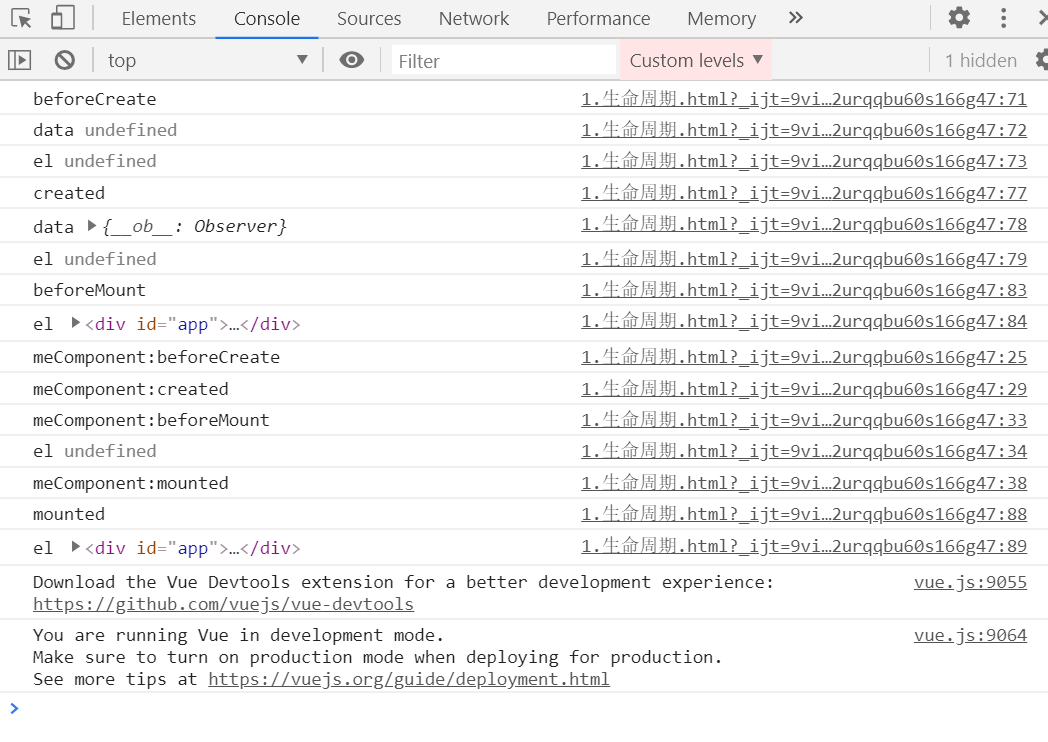 Elements Console Sources Network Performance Memory
top Filter Custom levels 1 hidden
beforeCreate 1.生命周期.html?_ijt=9vi…2urqqbu60s166g47:71
data undefined 1.生命周期.html?_ijt=9vi…2urqqbu60s166g47:72
el undefined 1.生命周期.html?_ijt=9vi…2urqqbu60s166g47:73
created 1.生命周期.html?_ijt=9vi…2urqqbu60s166g47:77
data {__ob__: Observer} 1.生命周期.html?_ijt=9vi…2urqqbu60s166g47:78
el undefined 1.生命周期.html?_ijt=9vi…2urqqbu60s166g47:79
beforeMount 1.生命周期.html?_ijt=9vi…2urqqbu60s166g47:83
el <div id="app">…</div> 1.生命周期.html?_ijt=9vi…2urqqbu60s166g47:84
meComponent:beforeCreate 1.生命周期.html?_ijt=9vi…2urqqbu60s166g47:25
meComponent:created 1.生命周期.html?_ijt=9vi…2urqqbu60s166g47:29
meComponent:beforeMount 1.生命周期.html?_ijt=9vi…2urqqbu60s166g47:33
el undefined 1.生命周期.html?_ijt=9vi…2urqqbu60s166g47:34
meComponent:mounted 1.生命周期.html?_ijt=9vi…2urqqbu60s166g47:38
mounted 1.生命周期.html?_ijt=9vi…2urqqbu60s166g47:88
el <div id="app">…</div> 1.生命周期.html?_ijt=9vi…2urqqbu60s166g47:89
Download the Vue Devtools extension for a better development experience: vue.js:9055
https://github.com/vuejs/vue-devtools
You are running Vue in development mode. vue.js:9064
Make sure to turn on production mode when deploying for production.
See more tips at https://vuejs.org/guide/deployment.html